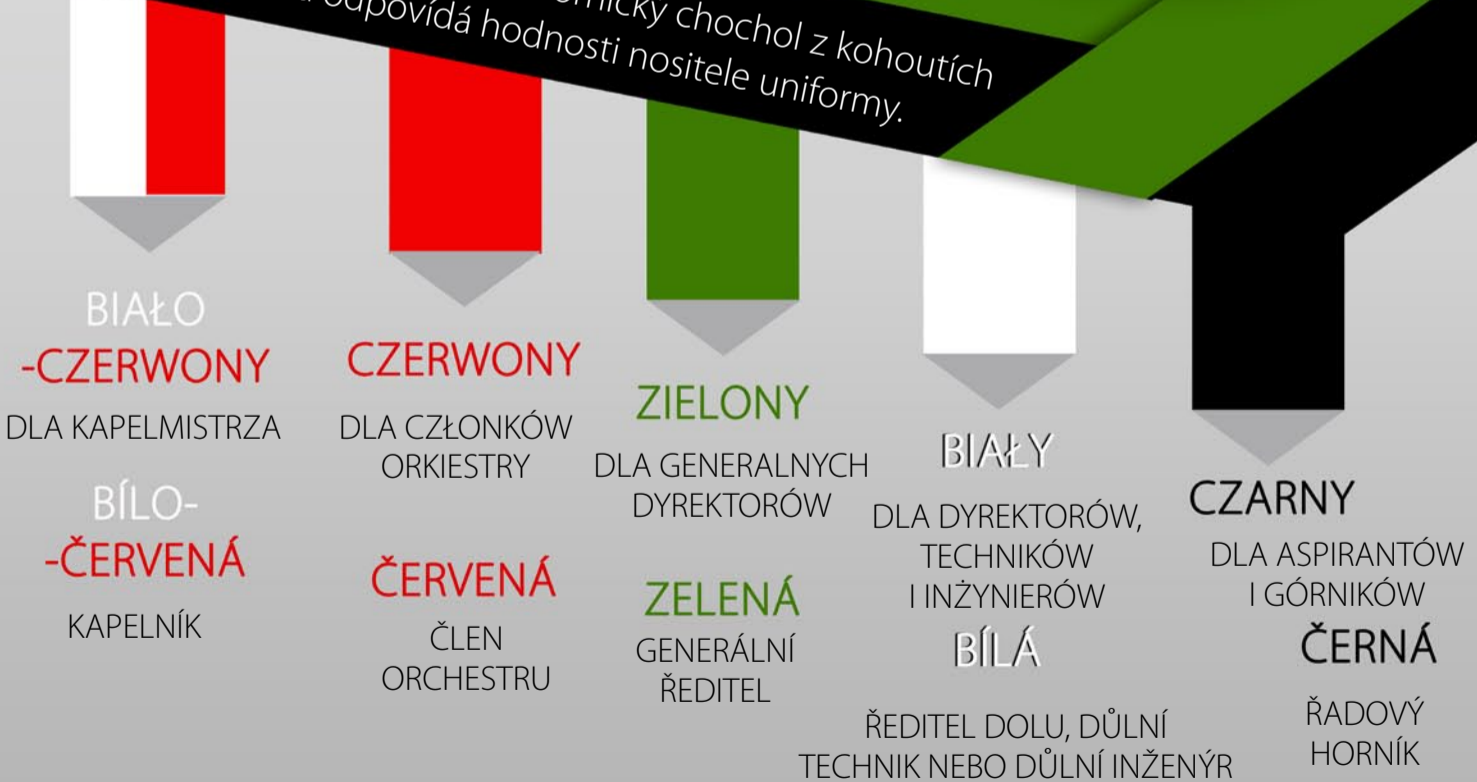 chochol z kohoutích
odpovídá hodnosti nositele uniformy.
BIAŁO
-CZERWONY
DLA KAPELMISTRZA
BÍLO-
-ČERVENÁ
KAPELNÍK
CZERWONY
DLA CZŁONKÓW
ORKIESTRY
ČERVENÁ
ČLEN
ORCHESTRU
ZIELONY
DLA GENERALNYCH
DYREKTORÓW
ZELENÁ
GENERÁLNÍ
ŘEDITEL
BIAŁY
DLA DYREKTORÓW,
TECHNIKÓW
I INŻYNIERÓW
BÍLÁ
ŘEDITEL DOLU, DŮLNÍ
TECHNIK NEBO DŮLNÍ INŽENÝR
CZARNY
DLA ASPIRANTÓW
I GÓRNIKÓW
ČERNÁ
ŘADOVÝ
HORNÍK